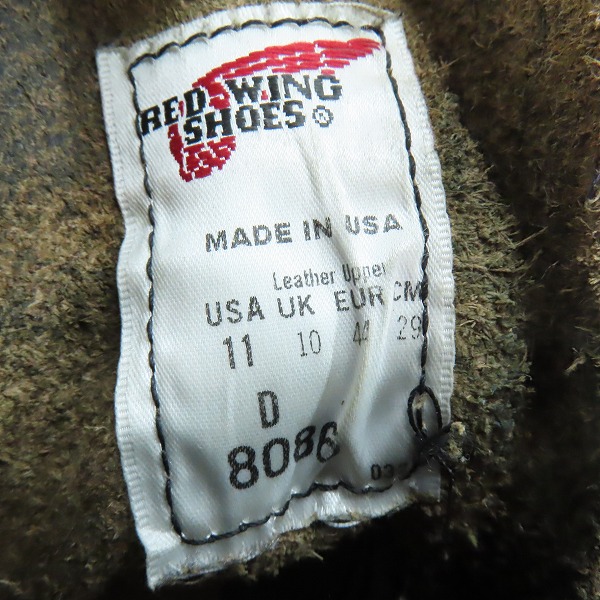 RED WING
SHOES®
MADE IN USA
Leather Upper
USA UK EUR CM
11 10 44 29
D
8086